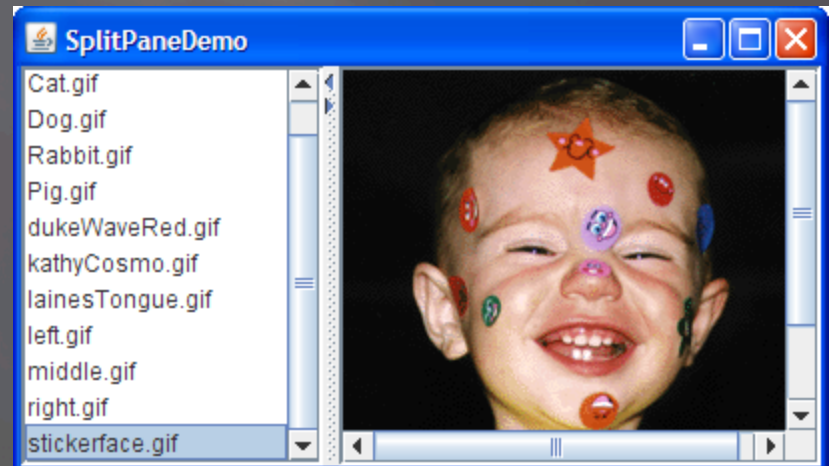 SplitPaneDemo
Cat.gif
Dog.gif
Rabbit.gif
Pig.gif
dukeWaveRed.gif
kathyCosmo.gif
lainesTongue.gif
left.gif
middle.gif
right.gif
stickerface.gif